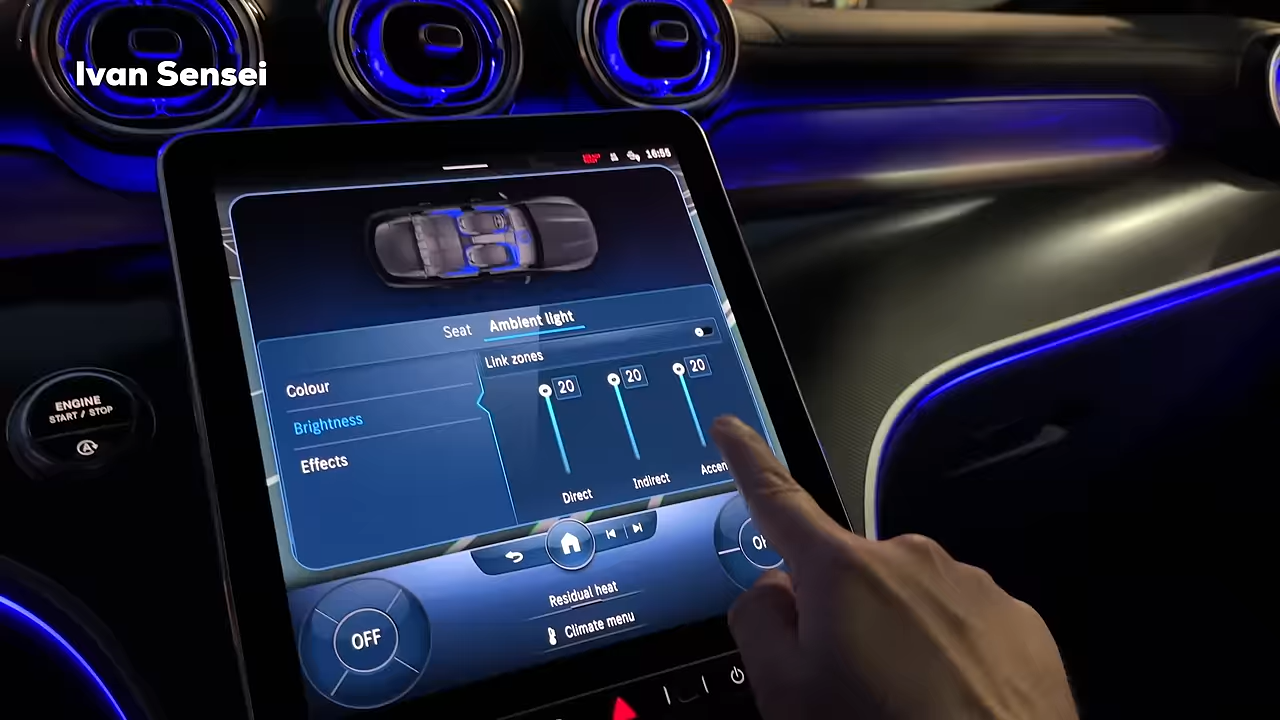 Ivan Sensei
16:55
Seat
Ambient light
Link zones
Colour
Brightness
Effects
20
20
20
Direct
Indirect
Accen
ENGINE
START // STOP
A
OFF
Residual heat
Climate menu